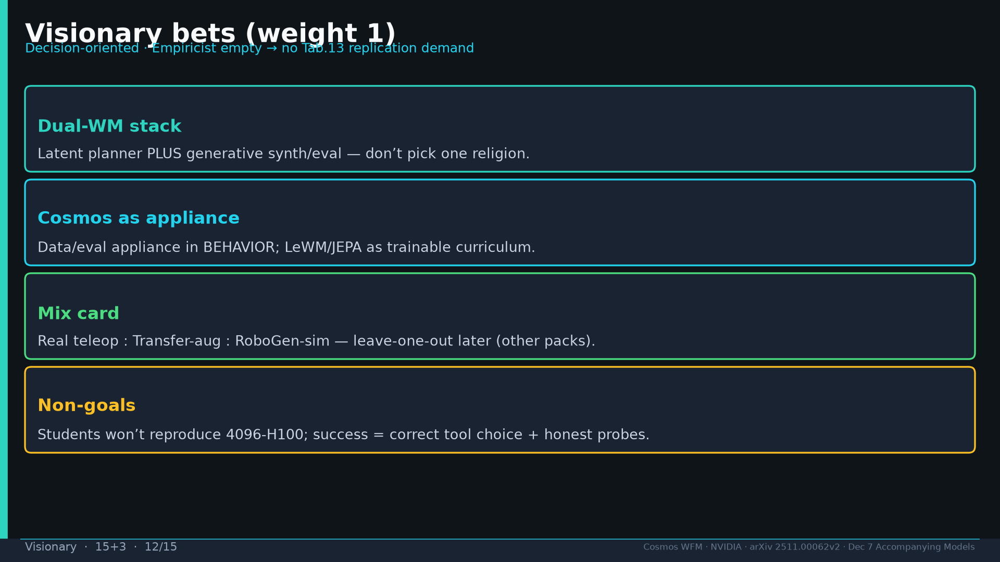 Visionary bets (weight 1)
Decision-oriented · Empiricist empty → no Tab.13 replication demand
Dual-WM stack
Latent planner PLUS generative synth/eval — don’t pick one religion.
Cosmos as appliance
Data/eval appliance in BEHAVIOR; LeWM/JEPA as trainable curriculum.
Mix card
Real teleop : Transfer-aug : RoboGen-sim — leave-one-out later (other packs).
Non-goals
Students won’t reproduce 4096-H100; success = correct tool choice + honest probes.
Visionary · 15+3 · 12/15
Cosmos WFM · NVIDIA · arXiv 2511.00062v2 · Dec 7 Accompanying Models